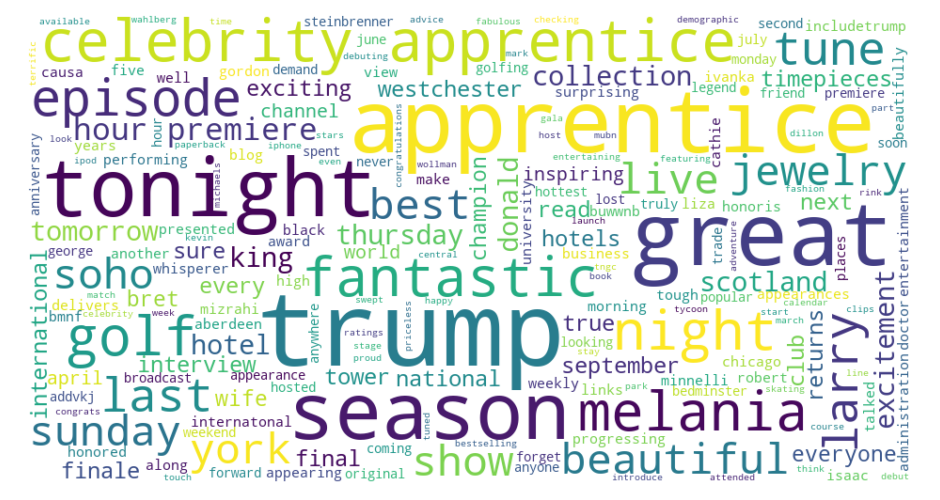 available wahlberg time advice fabulous checking demographic
celebrity apprentice
steinbrenner june debuting mark golfing second includetrump july monday
tune
terrific causa five gordon demand view legend ivanka friend premiere part
episode well exciting channel westchester surprising collection timepieces
beautifully
hour premiere
apprentice
look years hour paperback stars gala host mubn dillon soon
ipod performing blog spent iphone even never congratulations wollman make entertaining featuring cathie
tonight
best
inspiring
live
jewelry
anniversary michaels champion donald read hottest truly liza honoris fashion rink next
university buwwnb lost launch trade adventure places
great
tomorrow presented another black award kevin king thursday world central tngc book business
george sure whisperer high hotels
soho
fantastic
scotland
international delivers bret every morning tough popular appearances
bmnf mizrahi match week swept happy stage proud priceless start calendar march tycoon clips
golf
aberdeen hotel anywhere ratings
trump
true
night
looking stay club returns larry excitement
administration doctor entertainment
celebrity interview september chicago
april broadcast appearance tower national weekly links park minnelli robert line
addvkj hosted bedminster skating talked
last
wife
season
melania
congrats honored internatonal weekend
sunday
york
final coming tuned progressing course
finale along touch forward appearing original show forget anyone bestselling introduce
beautiful
attended everyone think isaac debut